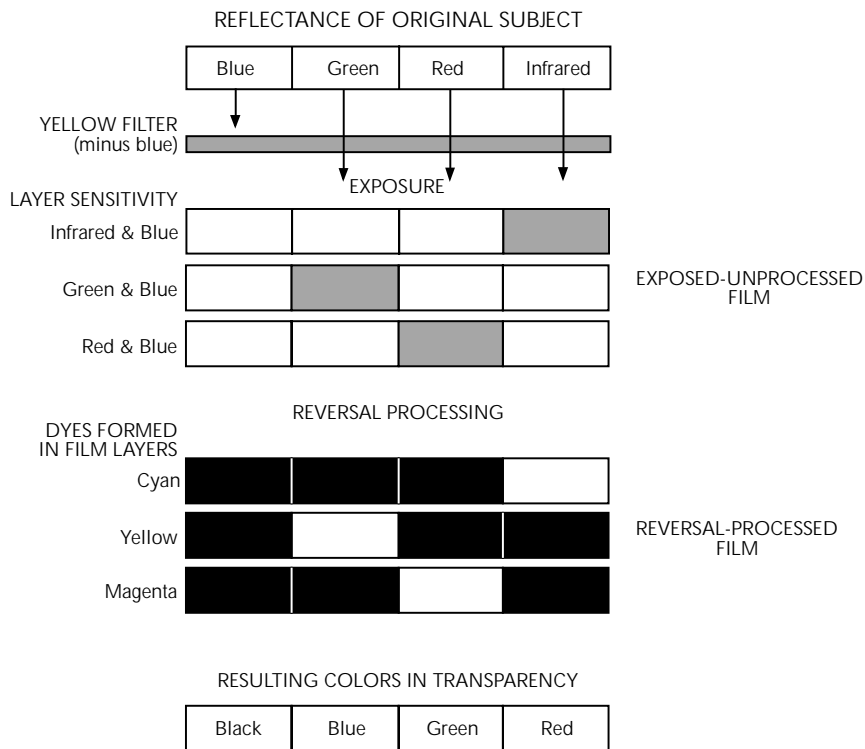 REFLECTANCE OF ORIGINAL SUBJECT
Blue Green Red Infrared
YELLOW FILTER
(minus blue)
EXPOSURE
LAYER SENSITIVITY
Infrared & Blue
Green & Blue
Red & Blue
EXPOSED-UNPROCESSED
FILM
REVERSAL PROCESSING
DYES FORMED
IN FILM LAYERS
Cyan
Yellow
Magenta
REVERSAL-PROCESSED
FILM
RESULTING COLORS IN TRANSPARENCY
Black Blue Green Red